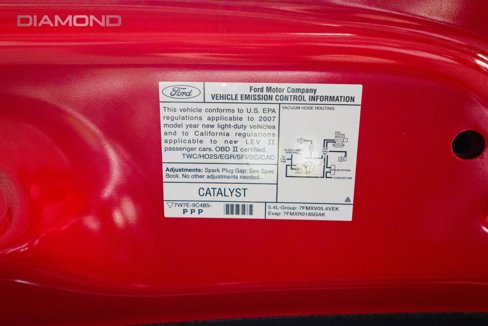 DIAMOND
Ford
Ford Motor Company
VEHICLE EMISSION CONTROL INFORMATION
This vehicle conforms to U.S. EPA
regulations applicable to 2007
model year new light-duty vehicles
and to California regulations
applicable to new LEV II
passenger cars. OBD II certified.
TWC/HO2S/EGR/SFI/SC/CAC
Adjustments: Spark Plug Gap: See Spec
Book. No other adjustments needed.
CATALYST
7W7E-9C485-
PPP
VACUUM HOSE ROUTING
5.4L-Group: 7FMXV05.4VEK
Evap: 7FMXR0185GAK